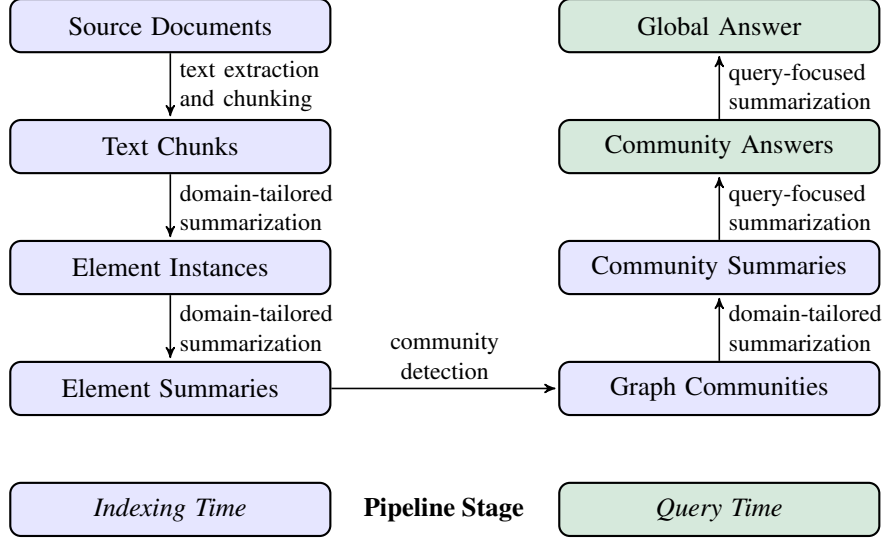 Source Documents
text extraction
and chunking
Text Chunks
domain-tailored
summarization
Element Instances
domain-tailored
summarization
Element Summaries
community
detection
Graph Communities
domain-tailored
summarization
Community Summaries
query-focused
summarization
Community Answers
query-focused
summarization
Global Answer
Indexing Time
Pipeline Stage
Query Time